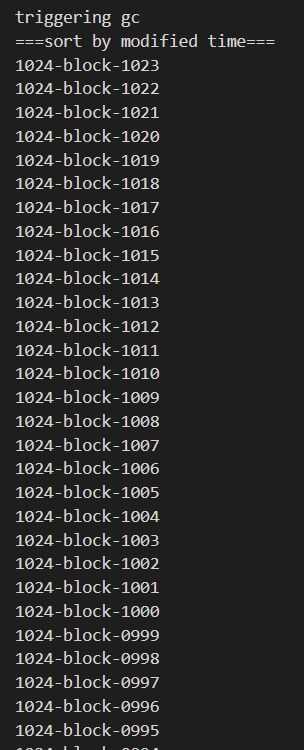 triggering gc
===sort by modified time===
1024-block-1023
1024-block-1022
1024-block-1021
1024-block-1020
1024-block-1019
1024-block-1018
1024-block-1017
1024-block-1016
1024-block-1015
1024-block-1014
1024-block-1013
1024-block-1012
1024-block-1011
1024-block-1010
1024-block-1009
1024-block-1008
1024-block-1007
1024-block-1006
1024-block-1005
1024-block-1004
1024-block-1003
1024-block-1002
1024-block-1001
1024-block-1000
1024-block-0999
1024-block-0998
1024-block-0997
1024-block-0996
1024-block-0995